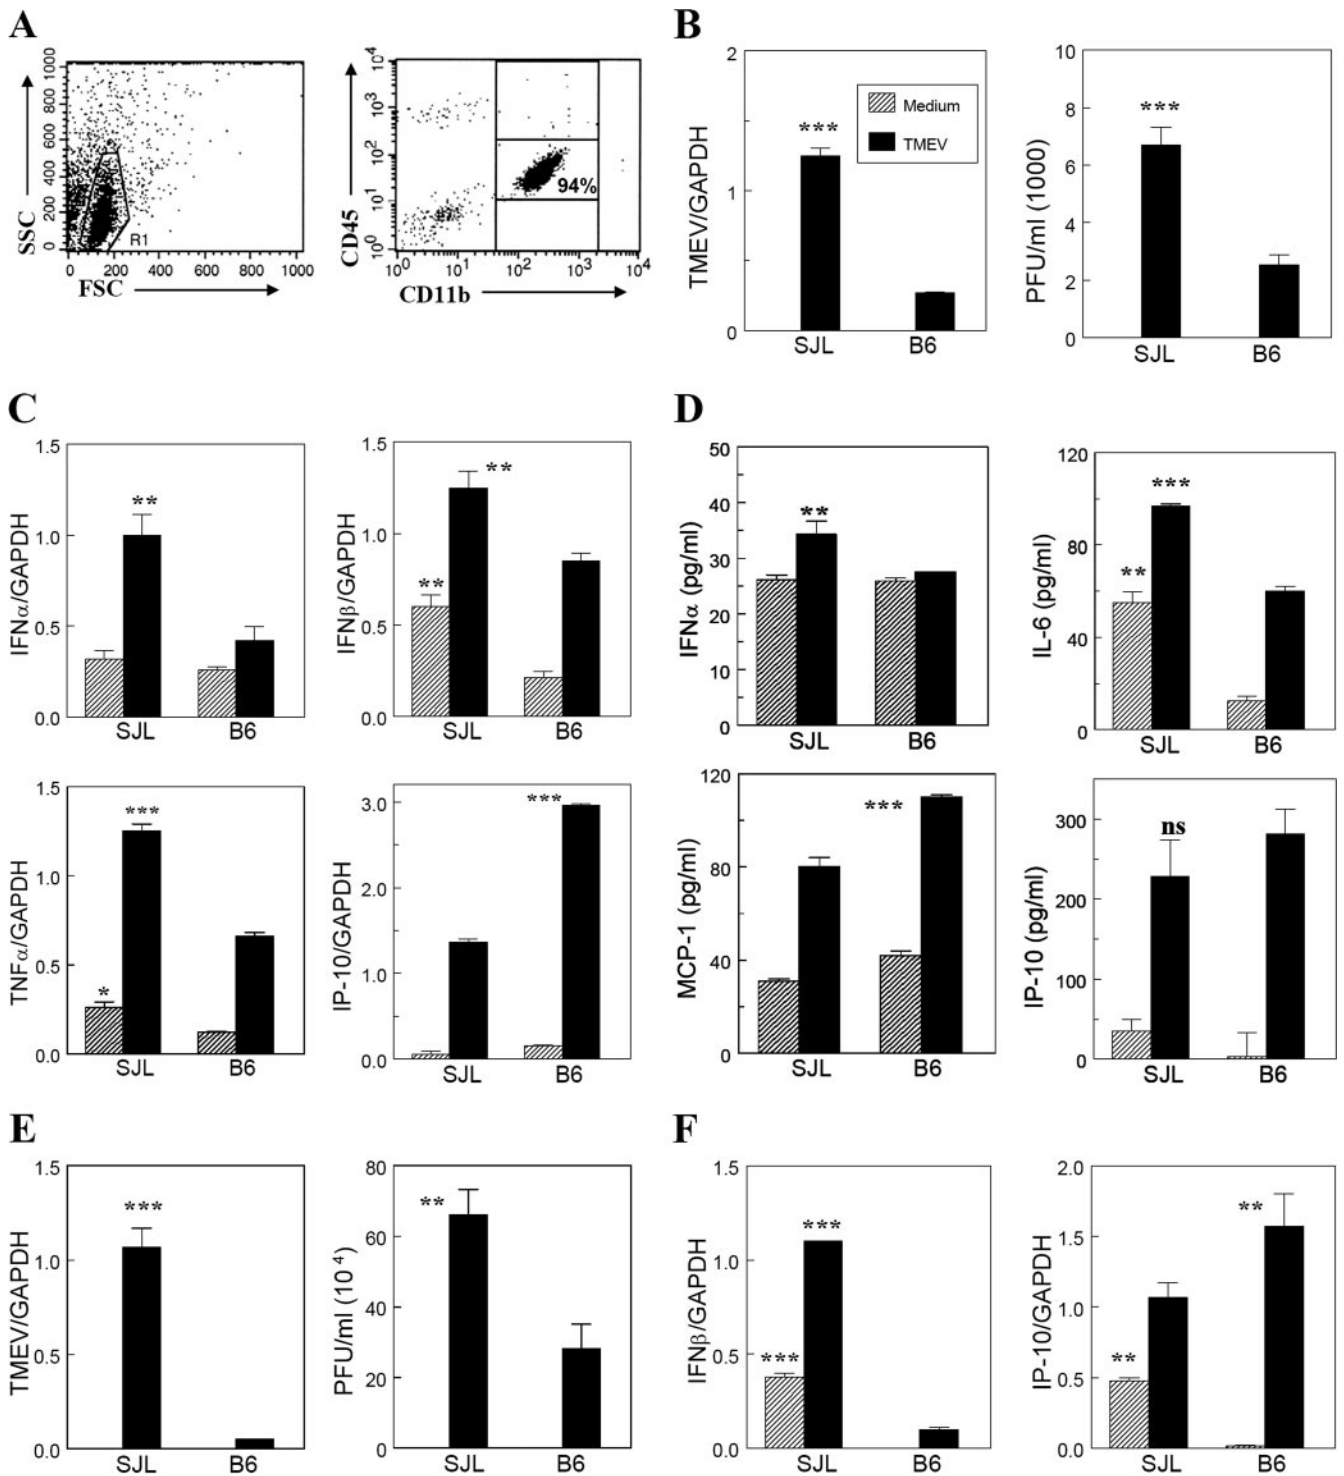 A
SSC
1000
800
600
400
200
0
R1
0 200 400 600 800 1000
FSC
CD45
10^4
10^3
10^2
10^1
10^0
94%
10^0 10^1 10^2 10^3 10^4
CD11b
B
TMEV/GAPDH
2
1
0
***
Medium
TMEV
SJL B6
PFU/ml (1000)
10
8
6
4
2
0
***
SJL B6
C
IFNα/GAPDH
1.5
1.0
0.5
0.0
**
SJL B6
IFNβ/GAPDH
1.5
1.0
0.5
0.0
**
**
SJL B6
TNFα/GAPDH
1.5
1.0
0.5
0.0
*
***
SJL B6
IP-10/GAPDH
3.0
2.0
1.0
0.0
***
SJL B6
D
IFNα (pg/ml)
50
40
30
20
10
0
**
SJL B6
IL-6 (pg/ml)
120
80
40
0
**
***
SJL B6
MCP-1 (pg/ml)
120
80
40
0
***
SJL B6
IP-10 (pg/ml)
300
200
100
0
ns
SJL B6
E
TMEV/GAPDH
1.5
1.0
0.5
0.0
***
SJL B6
PFU/ml (10^4)
80
60
40
20
0
**
SJL B6
F
IFNβ/GAPDH
1.5
1.0
0.5
0.0
***
***
SJL B6
IP-10/GAPDH
2.0
1.5
1.0
0.5
0.0
**
**
SJL B6